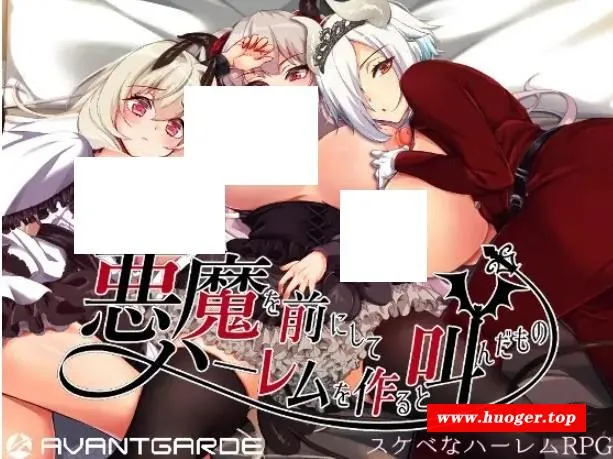 悪魔を前にして
ハーレムを作ると叫んだもの
www.huoger.top
AVANTGARDE
スケベなハーレムRPG